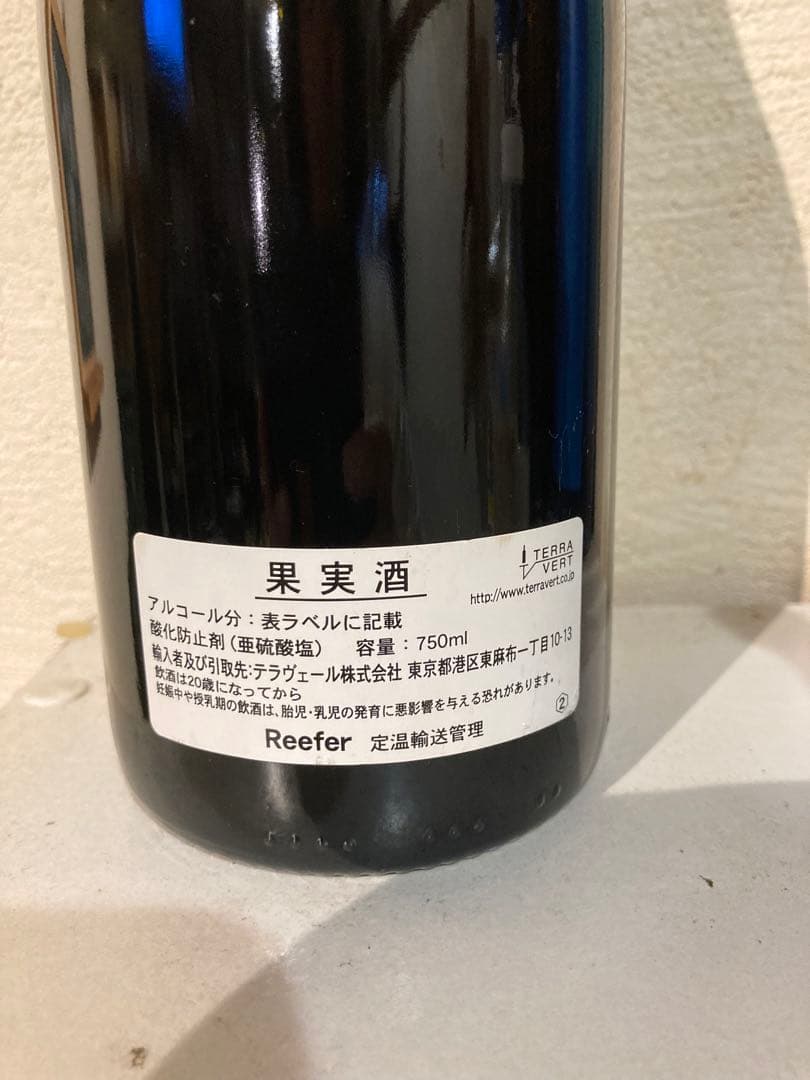 果実酒
TERRA
VERT
http://www.terravert.co.jp
アルコール分：表ラベルに記載
酸化防止剤（亜硫酸塩） 容量：750ml
輸入者及び引取先:テラヴェール株式会社 東京都港区東麻布一丁目10-13
飲酒は20歳になってから
妊娠中や授乳期の飲酒は、胎児・乳児の発育に悪影響を与える恐れがあります。
②
Reefer 定温輸送管理